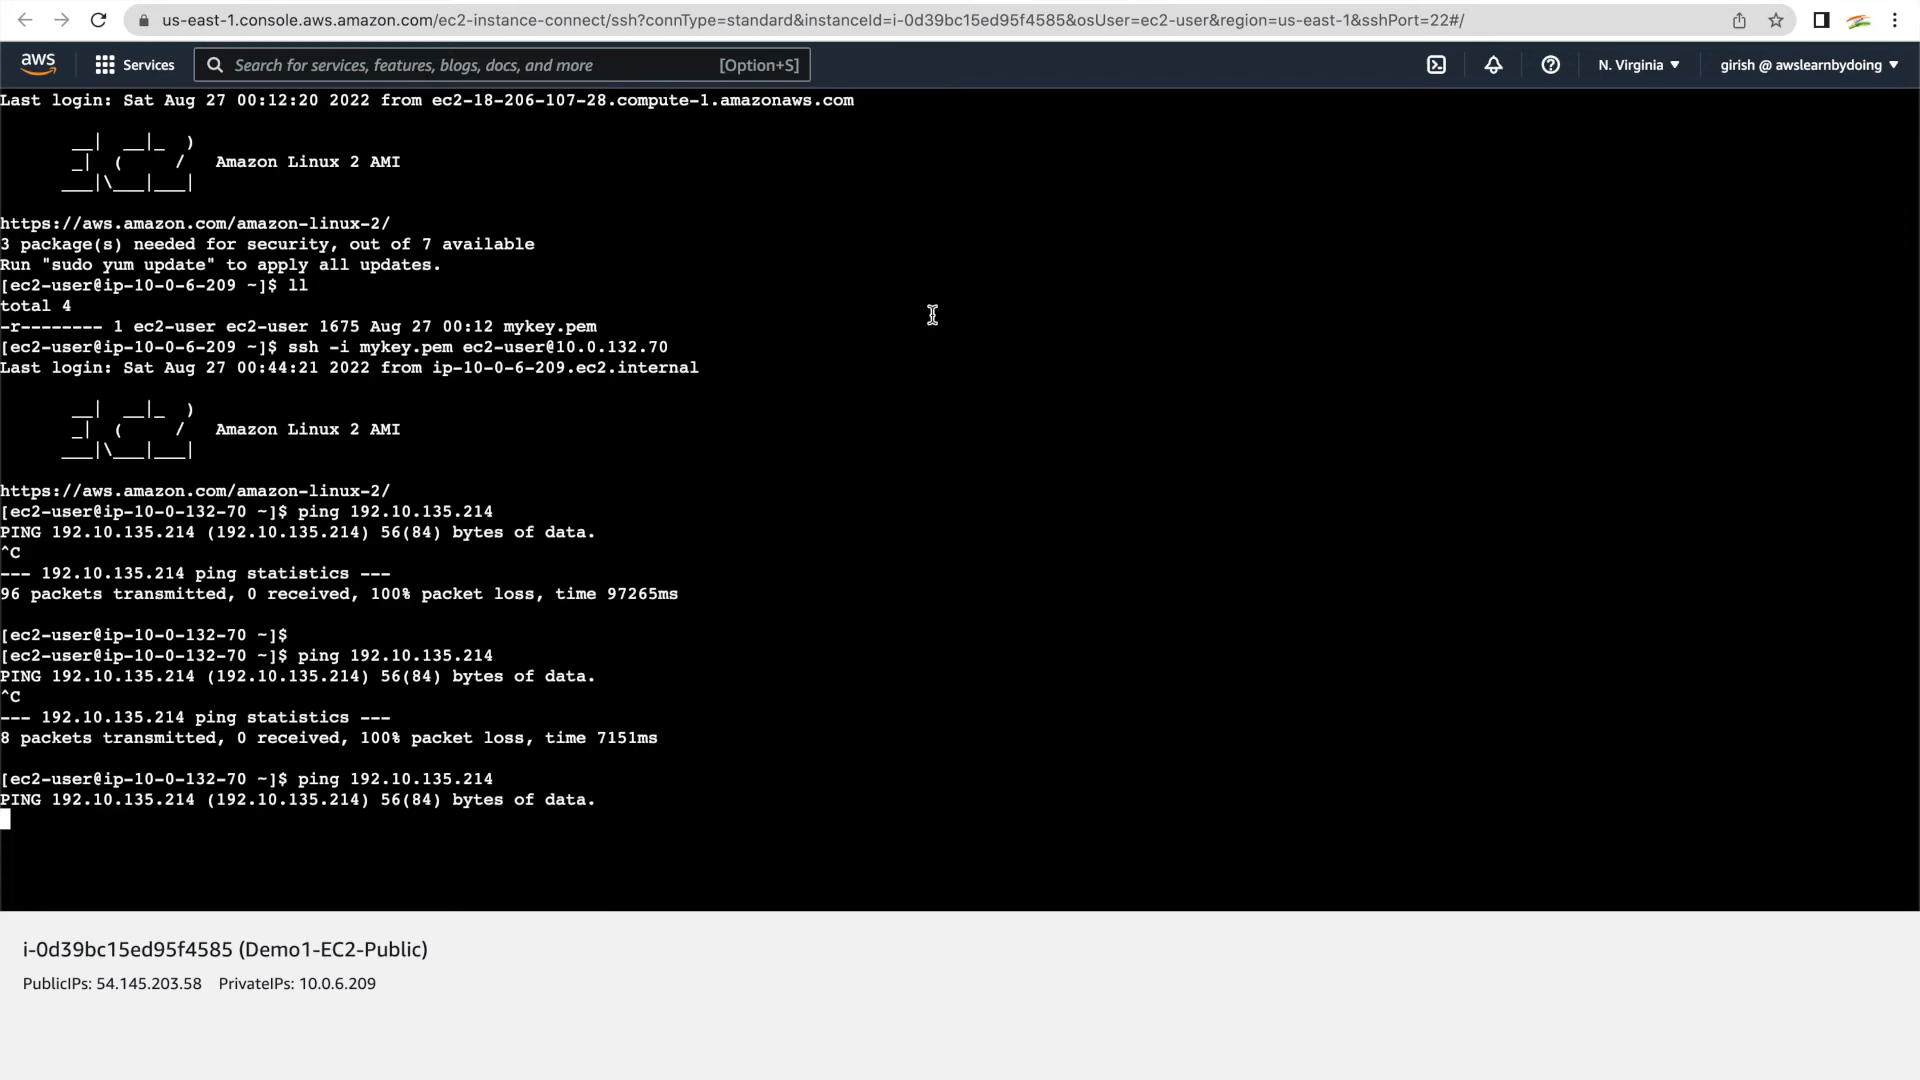 us-east-1.console.aws.amazon.com/ec2-instance-connect/ssh?connType=standard&instanceId=i-0d39bc15ed95f4585&osUser=ec2-user&region=us-east-1&sshPort=22#/
aws Services Search for services, features, blogs, docs, and more [Option+S] N. Virginia girish @ awslearnbydoing
Last login: Sat Aug 27 00:12:20 2022 from ec2-18-206-107-28.compute-1.amazonaws.com
__|  __|_  )
_|  (     /   Amazon Linux 2 AMI
___|\___|___|
https://aws.amazon.com/amazon-linux-2/
3 package(s) needed for security, out of 7 available
Run "sudo yum update" to apply all updates.
[ec2-user@ip-10-0-6-209 ~]$ ll
total 4
-r-------- 1 ec2-user ec2-user 1675 Aug 27 00:12 mykey.pem
[ec2-user@ip-10-0-6-209 ~]$ ssh -i mykey.pem ec2-user@10.0.132.70
Last login: Sat Aug 27 00:44:21 2022 from ip-10-0-6-209.ec2.internal
__|  __|_  )
_|  (     /   Amazon Linux 2 AMI
___|\___|___|
https://aws.amazon.com/amazon-linux-2/
[ec2-user@ip-10-0-132-70 ~]$ ping 192.10.135.214
PING 192.10.135.214 (192.10.135.214) 56(84) bytes of data.
^C
--- 192.10.135.214 ping statistics ---
96 packets transmitted, 0 received, 100% packet loss, time 97265ms
[ec2-user@ip-10-0-132-70 ~]$
[ec2-user@ip-10-0-132-70 ~]$ ping 192.10.135.214
PING 192.10.135.214 (192.10.135.214) 56(84) bytes of data.
^C
--- 192.10.135.214 ping statistics ---
8 packets transmitted, 0 received, 100% packet loss, time 7151ms
[ec2-user@ip-10-0-132-70 ~]$ ping 192.10.135.214
PING 192.10.135.214 (192.10.135.214) 56(84) bytes of data.
i-0d39bc15ed95f4585 (Demo1-EC2-Public)
PublicIPs: 54.145.203.58 PrivateIPs: 10.0.6.209